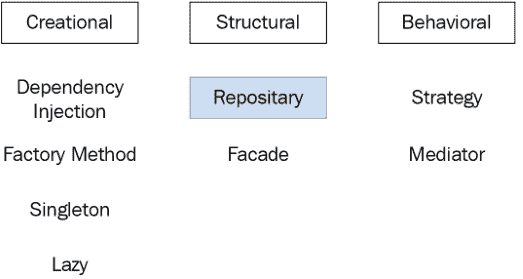 Creational
Structural
Behavioral
Dependency
Injection
Repositary
Strategy
Factory Method
Facade
Mediator
Singleton
Lazy